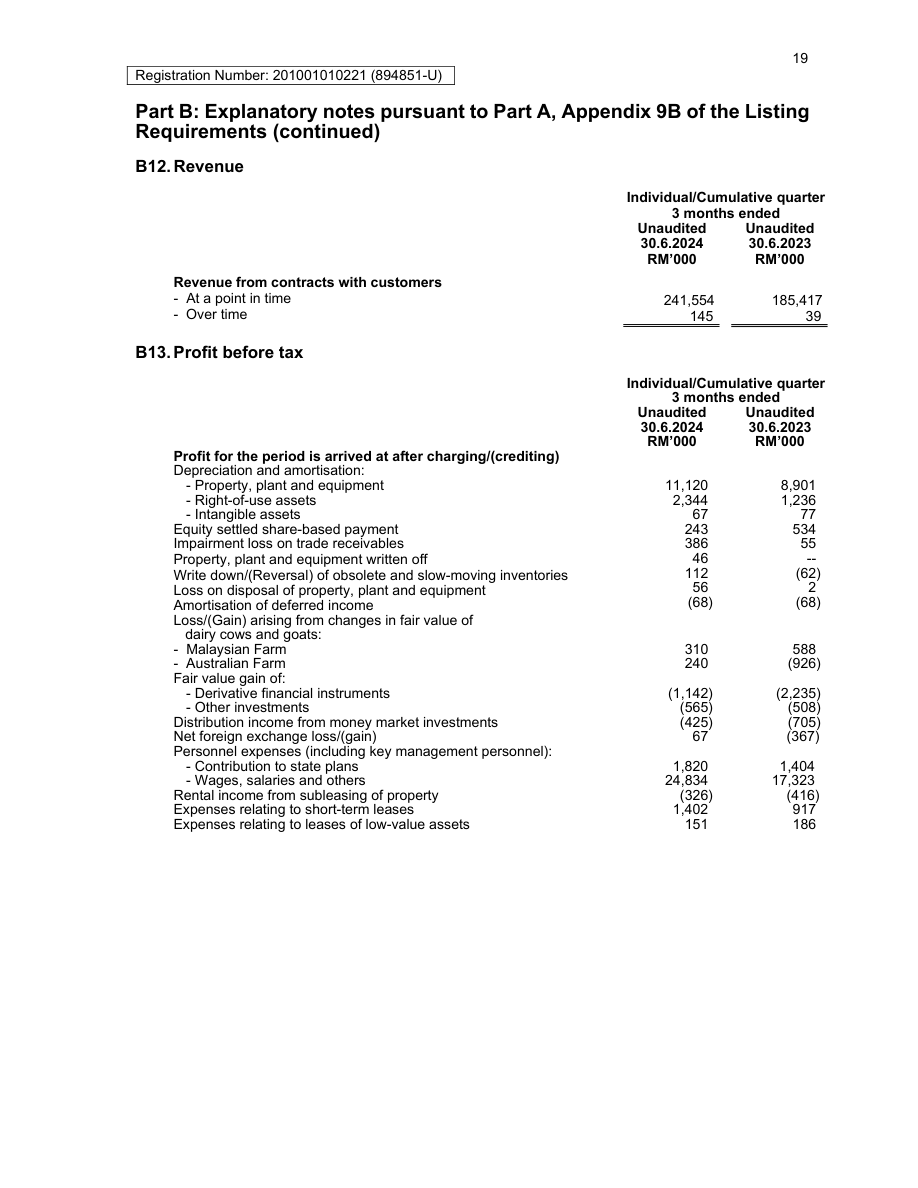 19
Registration Number: 201001010221 (894851-U)
Part B: Explanatory notes pursuant to Part A, Appendix 9B of the Listing
Requirements (continued)
B12. Revenue
Individual/Cumulative quarter
3 months ended
Unaudited Unaudited
30.6.2024 30.6.2023
RM’000 RM’000
Revenue from contracts with customers
- At a point in time 241,554 185,417
- Over time 145 39
B13. Profit before tax
Individual/Cumulative quarter
3 months ended
Unaudited Unaudited
30.6.2024 30.6.2023
RM’000 RM’000
Profit for the period is arrived at after charging/(crediting)
Depreciation and amortisation:
- Property, plant and equipment 11,120 8,901
- Right-of-use assets 2,344 1,236
- Intangible assets 67 77
Equity settled share-based payment 243 534
Impairment loss on trade receivables 386 55
Property, plant and equipment written off 46 --
Write down/(Reversal) of obsolete and slow-moving inventories 112 (62)
Loss on disposal of property, plant and equipment 56 2
Amortisation of deferred income (68) (68)
Loss/(Gain) arising from changes in fair value of
dairy cows and goats:
- Malaysian Farm 310 588
- Australian Farm 240 (926)
Fair value gain of:
- Derivative financial instruments (1,142) (2,235)
- Other investments (565) (508)
Distribution income from money market investments (425) (705)
Net foreign exchange loss/(gain) 67 (367)
Personnel expenses (including key management personnel):
- Contribution to state plans 1,820 1,404
- Wages, salaries and others 24,834 17,323
Rental income from subleasing of property (326) (416)
Expenses relating to short-term leases 1,402 917
Expenses relating to leases of low-value assets 151 186